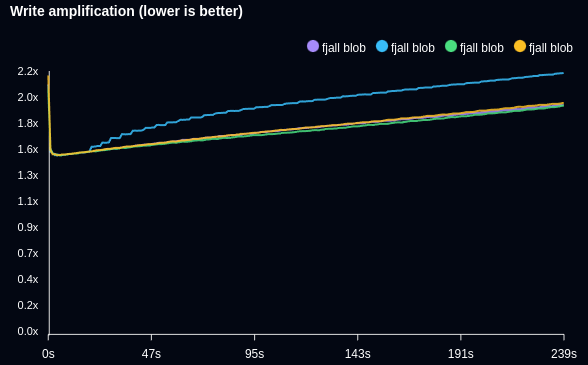 Write amplification (lower is better)
fjall blob fjall blob fjall blob fjall blob
2.2x
2.0x
1.8x
1.6x
1.3x
1.1x
0.9x
0.7x
0.4x
0.2x
0.0x
0s 47s 95s 143s 191s 239s